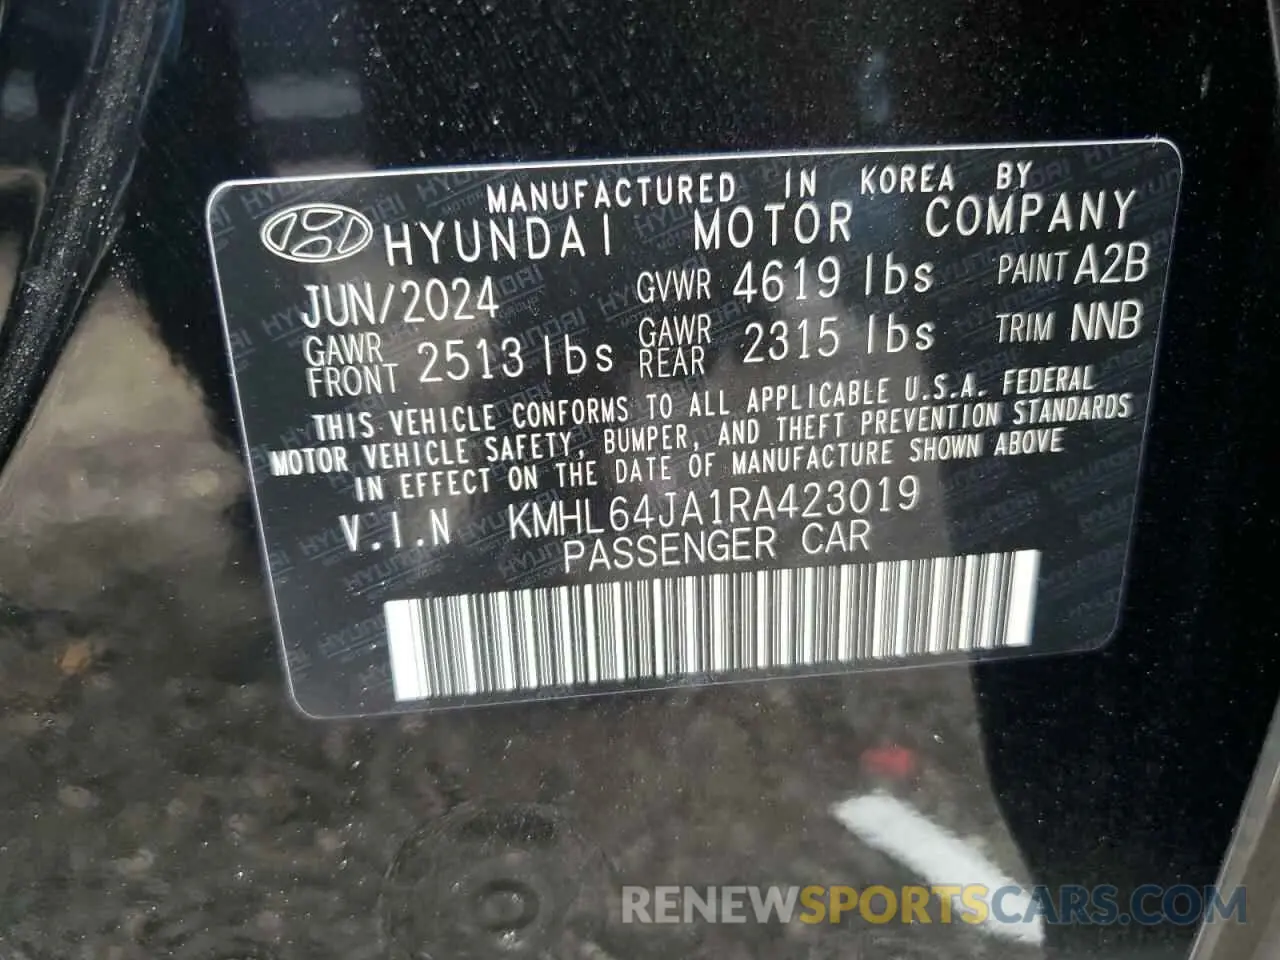 MANUFACTURED IN KOREA BY
HYUNDAI MOTOR COMPANY
JUN/2024 GVWR 4619 lbs PAINT A2B
GAWR FRONT 2513 lbs GAWR REAR 2315 lbs TRIM NNB
THIS VEHICLE CONFORMS TO ALL APPLICABLE U.S.A. FEDERAL
MOTOR VEHICLE SAFETY, BUMPER, AND THEFT PREVENTION STANDARDS
IN EFFECT ON THE DATE OF MANUFACTURE SHOWN ABOVE
V.I.N KMHL64JA1RA423019
PASSENGER CAR
RENEWSPORTSCARS.COM